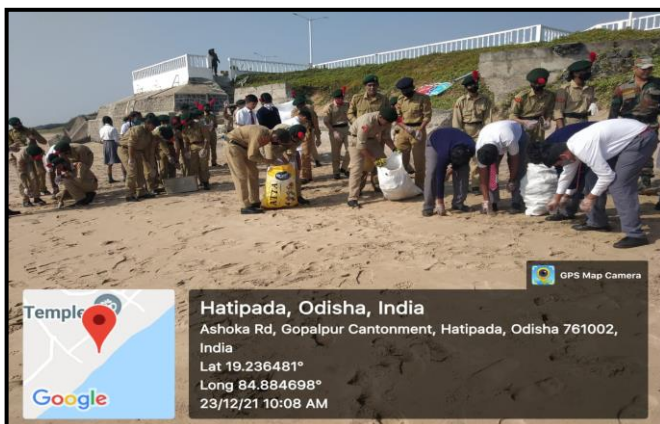 GPS Map Camera
Temple
Google
Hatipada, Odisha, India
Ashoka Rd, Gopalpur Cantonment, Hatipada, Odisha 761002,
India
Lat 19.236481°
Long 84.884698°
23/12/21 10:08 AM